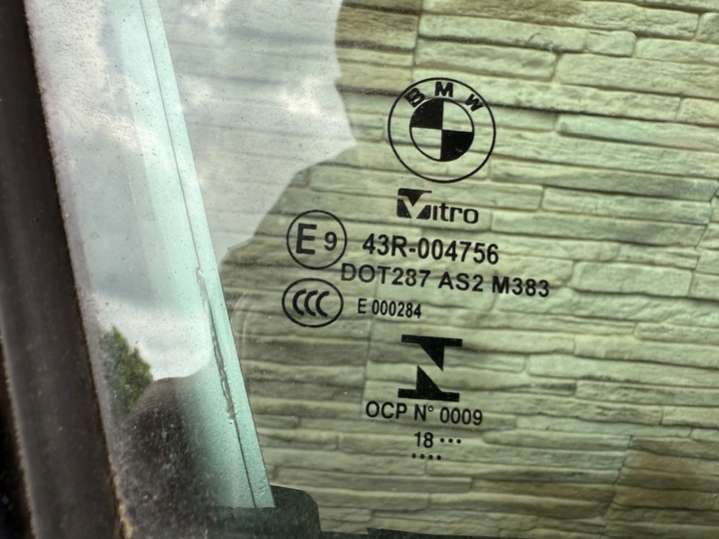 BMW
Vitro
E9 43R-004756
DOT287 AS2 M383
CCC E 000284
OCP N° 0009
18 •••
••••